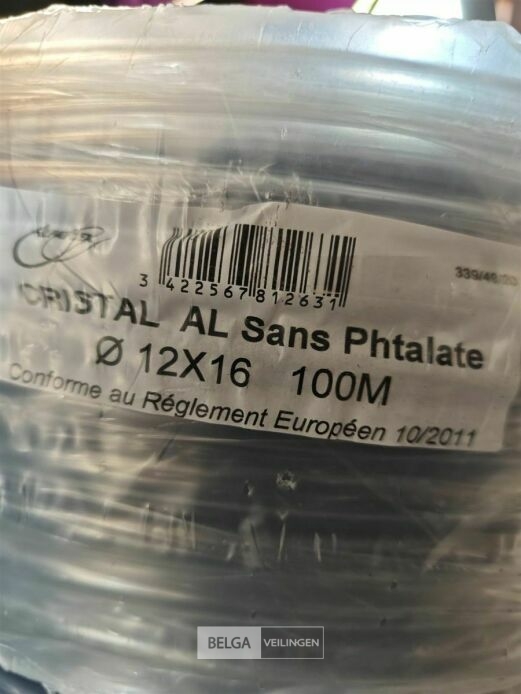 339/46/20
3 422567 812631
CRISTAL AL Sans Phtalate
Ø 12X16 100M
Conforme au Réglement Européen 10/2011
BELGA VEILINGEN